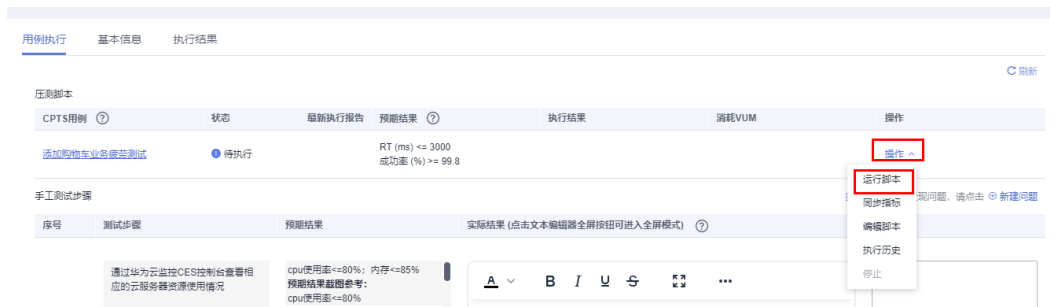 用例执行 基本信息 执行结果
刷新
压测脚本
CPTS用例 ? 状态 最新执行报告 预期结果 ? 执行结果 消耗VUM 操作
添加购物车业务疲劳测试 待执行 RT (ms) <= 3000 操作
成功率 (%) >= 99.8
运行脚本
手工测试步骤 现问题，请点击 新建问题
同步指标
序号 测试步骤 预期结果 实际结果 (点击文本编辑器全屏按钮可进入全屏模式) ?
编辑脚本
执行历史
停止
通过华为云监控CES控制台查看相 cpu使用率<=80%；内存<=85%
应的云服务器资源使用情况 预期结果截图参考：
cpu使用率<=80%
A B I U S •••